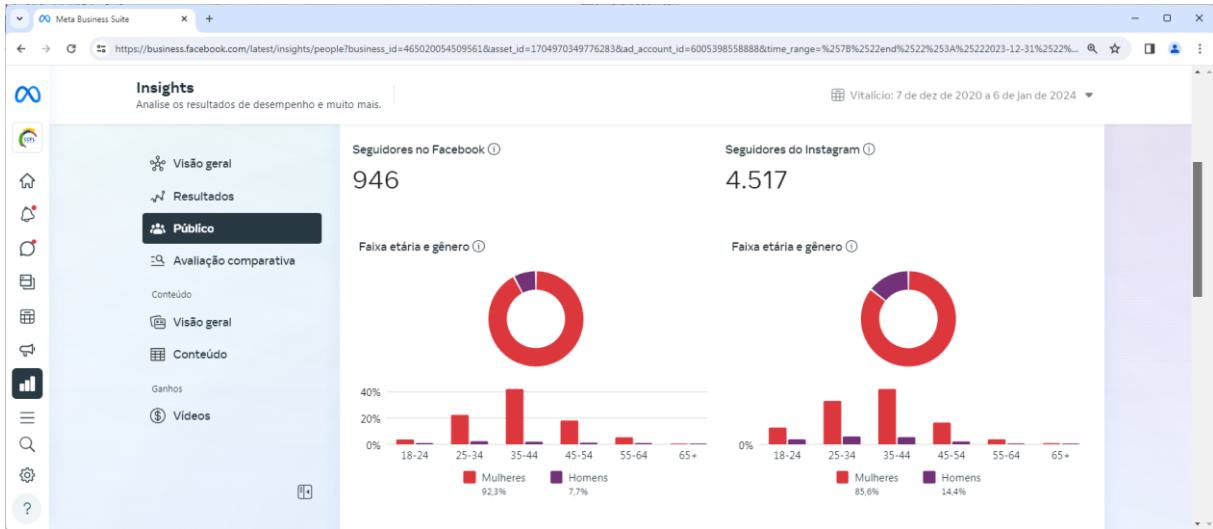 Meta Business Suite
https://business.facebook.com/latest/insights/people?business_id=465020054509561&asset_id=1704970349776283&ad_account_id=6005398558888&time_range=%257B%2522end%2522%253A%25222023-12-31%2522%...
Insights
Analise os resultados de desempenho e muito mais.
Vitalício: 7 de dez de 2020 a 6 de jan de 2024
Visão geral
Resultados
Público
Avaliação comparativa
Conteúdo
Visão geral
Conteúdo
Ganhos
Vídeos
?
Seguidores no Facebook
946
Faixa etária e gênero
40%
20%
0%
18-24 25-34 35-44 45-54 55-64 65+
Mulheres Homens
92,3% 7,7%
Seguidores do Instagram
4.517
Faixa etária e gênero
0%
18-24 25-34 35-44 45-54 55-64 65+
Mulheres Homens
85,6% 14,4%